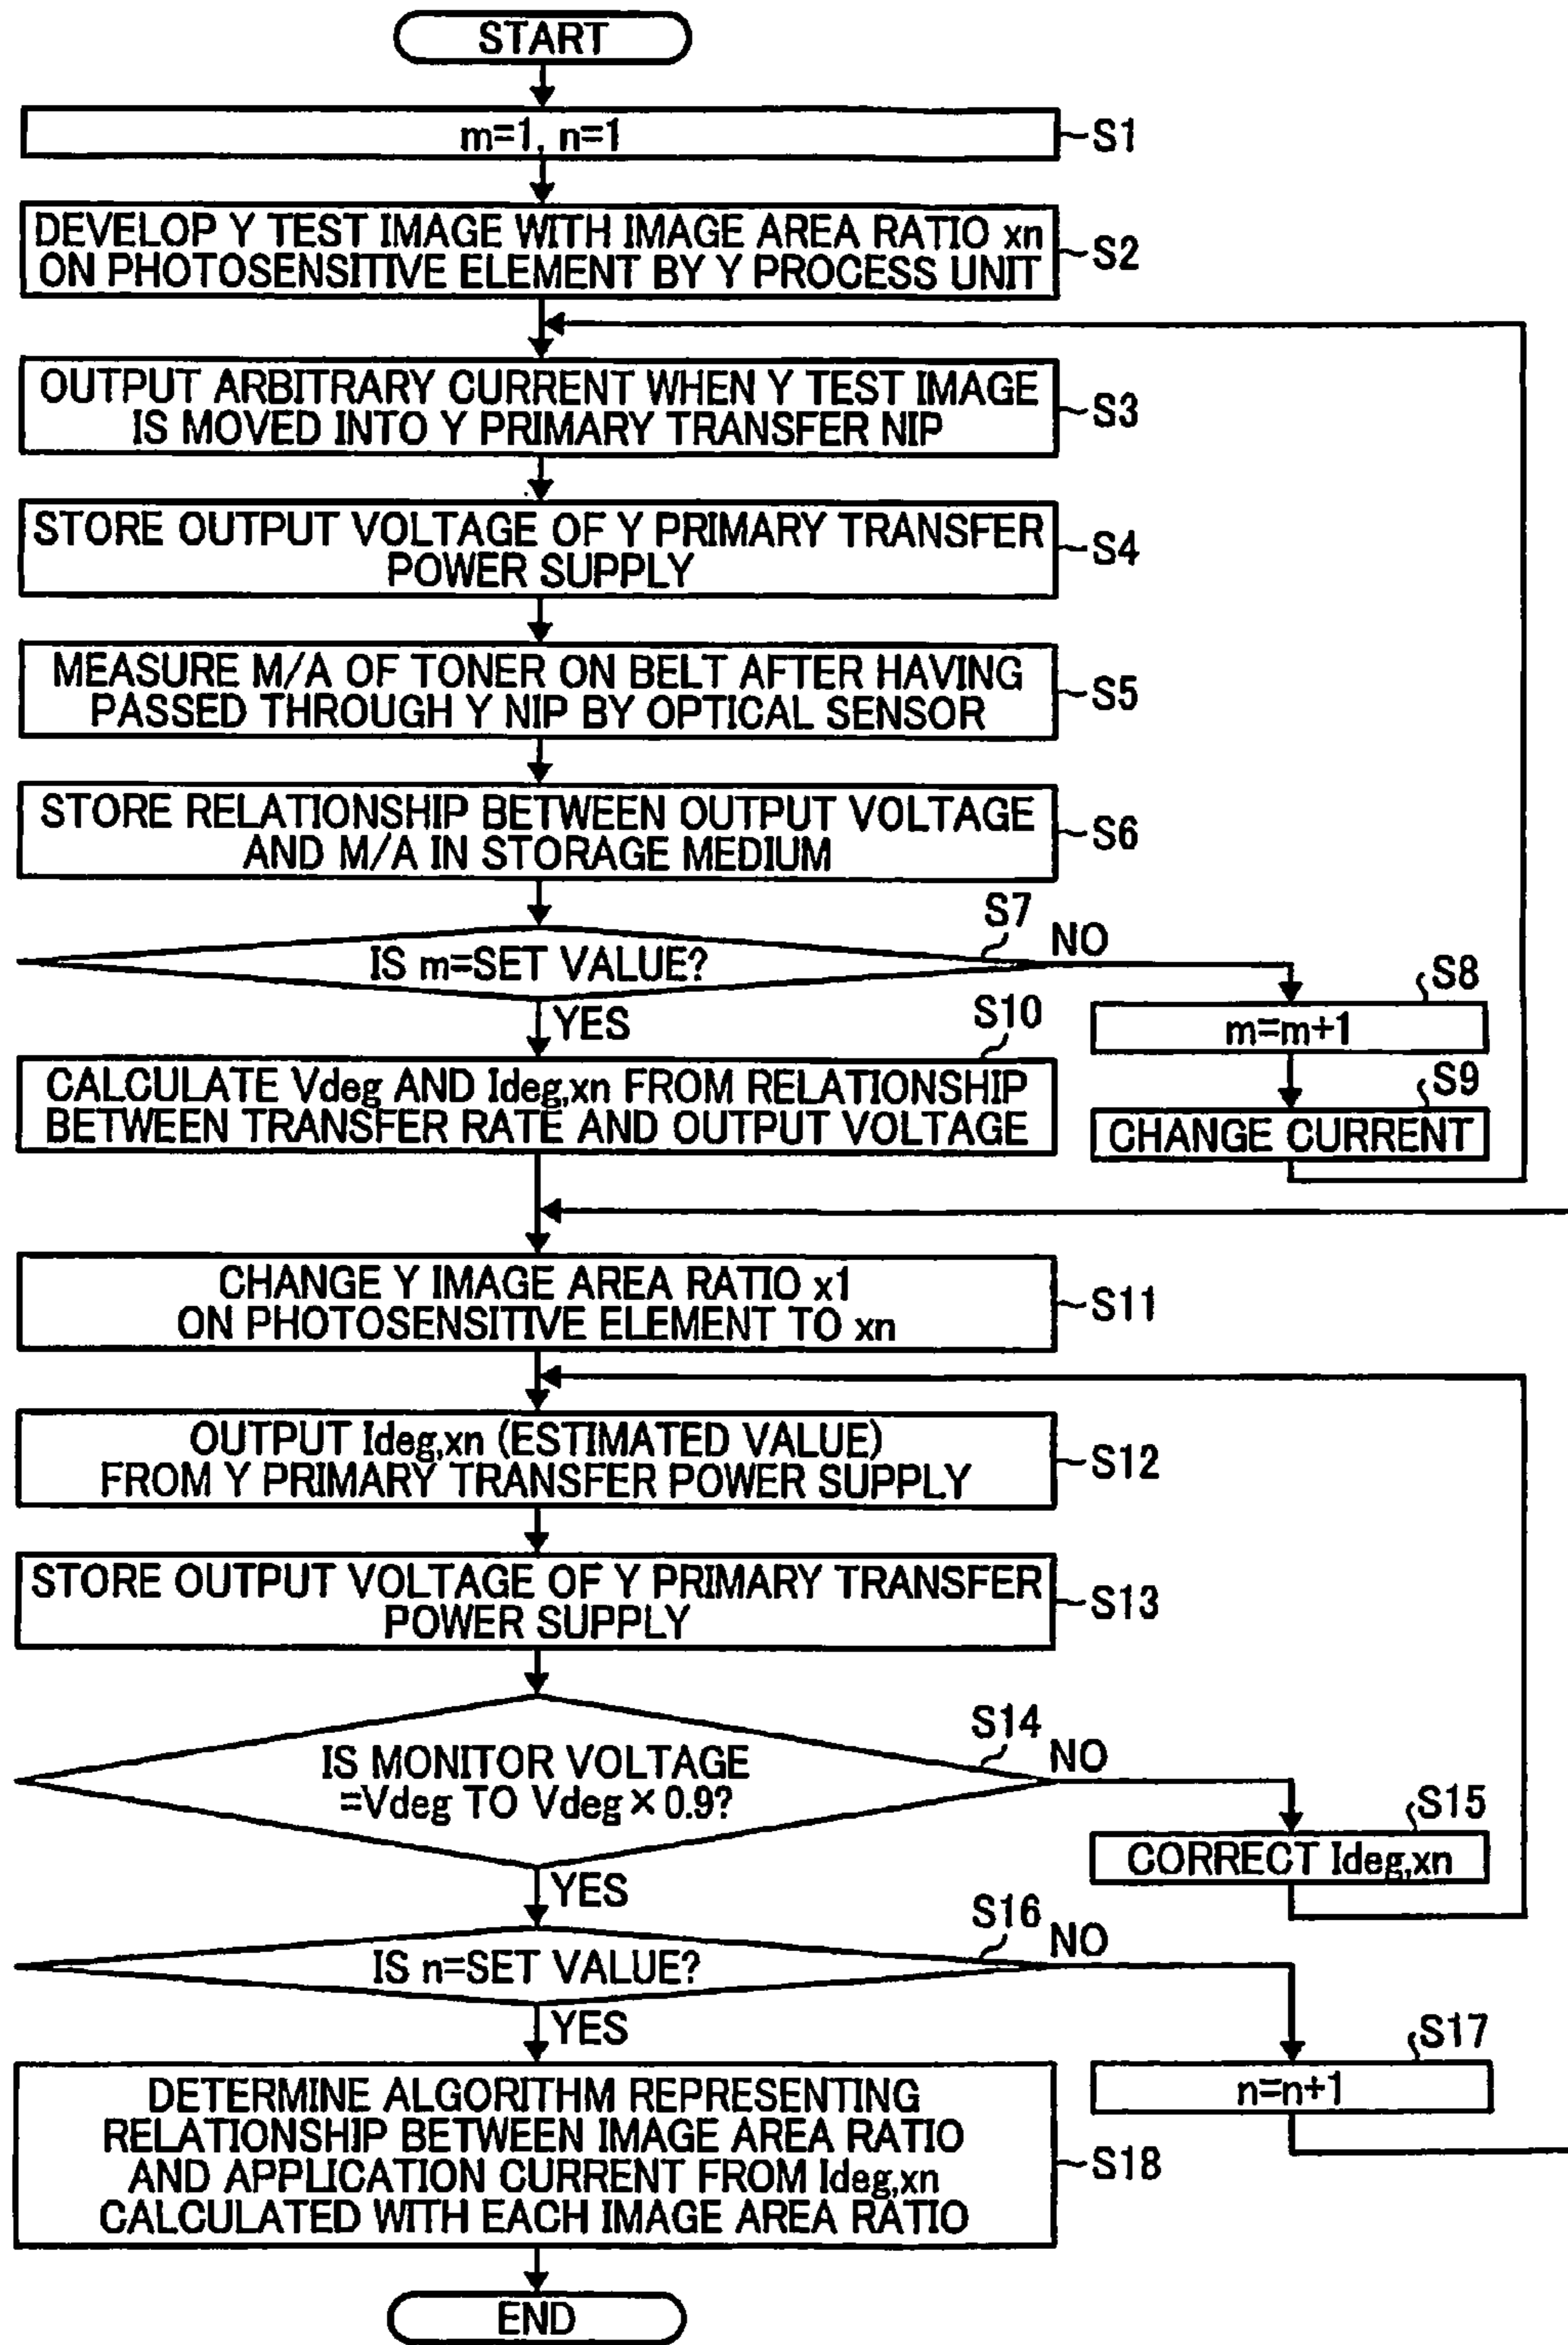 START
m=1, n=1
S1
DEVELOP Y TEST IMAGE WITH IMAGE AREA RATIO xn
ON PHOTOSENSITIVE ELEMENT BY Y PROCESS UNIT
S2
OUTPUT ARBITRARY CURRENT WHEN Y TEST IMAGE
IS MOVED INTO Y PRIMARY TRANSFER NIP
S3
STORE OUTPUT VOLTAGE OF Y PRIMARY TRANSFER
POWER SUPPLY
S4
MEASURE M/A OF TONER ON BELT AFTER HAVING
PASSED THROUGH Y NIP BY OPTICAL SENSOR
S5
STORE RELATIONSHIP BETWEEN OUTPUT VOLTAGE
AND M/A IN STORAGE MEDIUM
S6
S7
IS m=SET VALUE?
NO
YES
S8
m=m+1
S9
CHANGE CURRENT
S10
CALCULATE Vdeg AND Ideg,xn FROM RELATIONSHIP
BETWEEN TRANSFER RATE AND OUTPUT VOLTAGE
CHANGE Y IMAGE AREA RATIO x1
ON PHOTOSENSITIVE ELEMENT TO xn
S11
OUTPUT Ideg,xn (ESTIMATED VALUE)
FROM Y PRIMARY TRANSFER POWER SUPPLY
S12
STORE OUTPUT VOLTAGE OF Y PRIMARY TRANSFER
POWER SUPPLY
S13
S14
IS MONITOR VOLTAGE
=Vdeg TO Vdeg×0.9?
NO
YES
S15
CORRECT Ideg,xn
S16
IS n=SET VALUE?
NO
YES
S17
n=n+1
DETERMINE ALGORITHM REPRESENTING
RELATIONSHIP BETWEEN IMAGE AREA RATIO
AND APPLICATION CURRENT FROM Ideg,xn
CALCULATED WITH EACH IMAGE AREA RATIO
S18
END